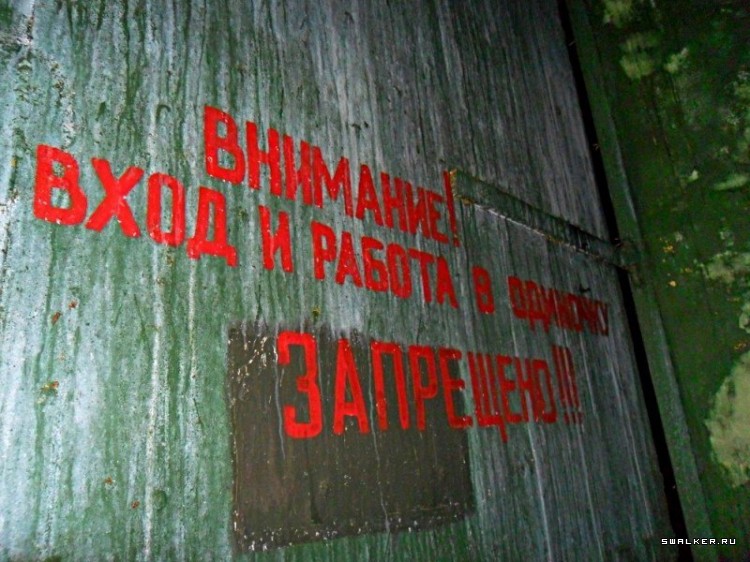 ВНИМАНИЕ!
ВХОД И РАБОТА В ОДИНОЧКУ
ЗАПРЕЩЕНО!!!
SWALKER.RU